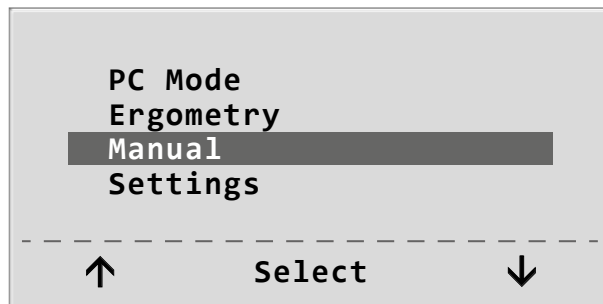 PC Mode
Ergometry
Manual
Settings
↑ Select ↓